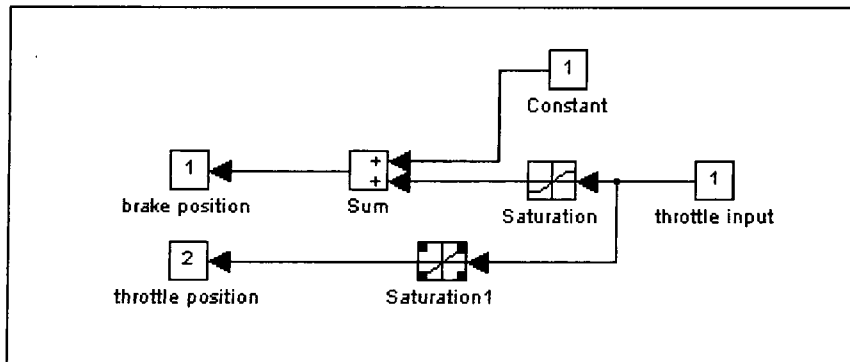 1
Constant
1
brake position
+
+
Sum
Saturation
1
throttle input
2
throttle position
Saturation1